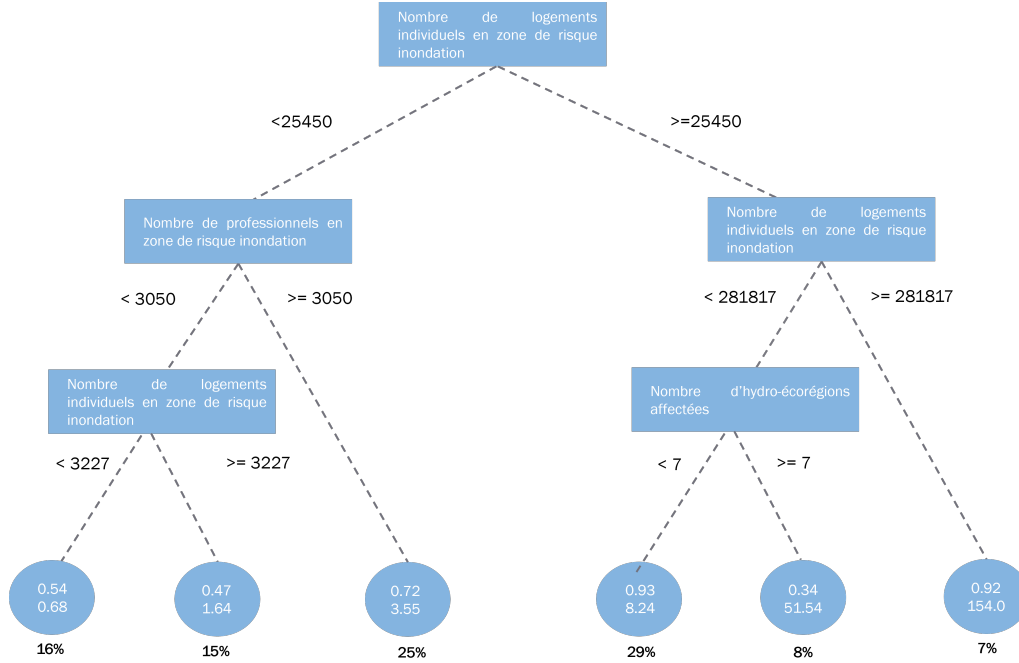 Nombre de logements
individuels en zone de risque
inondation
<25450
>=25450
Nombre de professionnels en
zone de risque inondation
Nombre de logements
individuels en zone de risque
inondation
< 3050
>= 3050
< 281817
>= 281817
Nombre de logements
individuels en zone de risque
inondation
Nombre d'hydro-écorégions
affectées
< 3227
>= 3227
< 7
>= 7
0.54
0.68
0.47
1.64
0.72
3.55
0.93
8.24
0.34
51.54
0.92
154.0
16%
15%
25%
29%
8%
7%